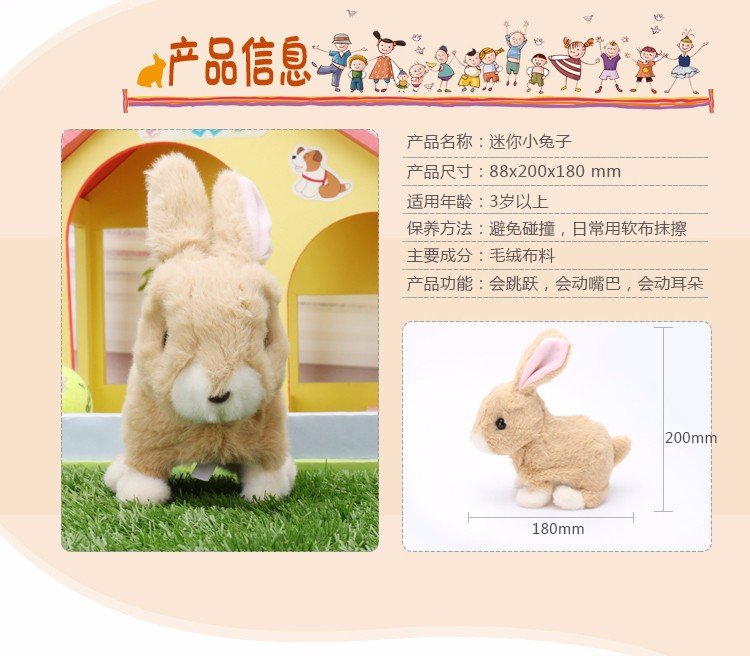 产品信息
产品名称：迷你小兔子
产品尺寸：88x200x180 mm
适用年龄：3岁以上
保养方法：避免碰撞，日常用软布抹擦
主要成分：毛绒布料
产品功能：会跳跃，会动嘴巴，会动耳朵
200mm
180mm